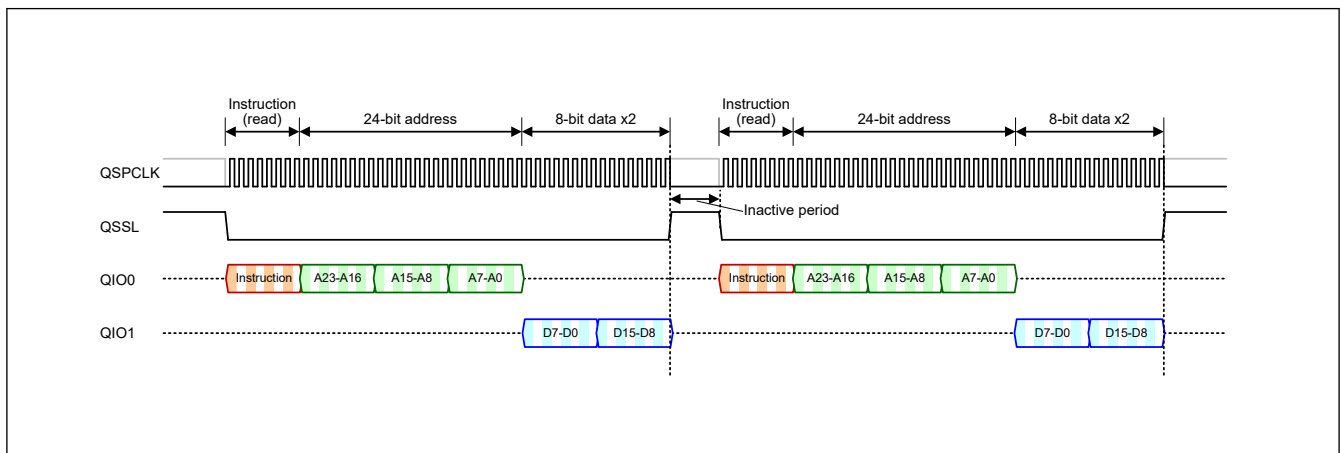 Instruction
(read)
24-bit address
8-bit data x2
Instruction
(read)
24-bit address
8-bit data x2
QSPCLK
Inactive period
QSSL
QIO0
Instruction
A23-A16
A15-A8
A7-A0
Instruction
A23-A16
A15-A8
A7-A0
QIO1
D7-D0
D15-D8
D7-D0
D15-D8